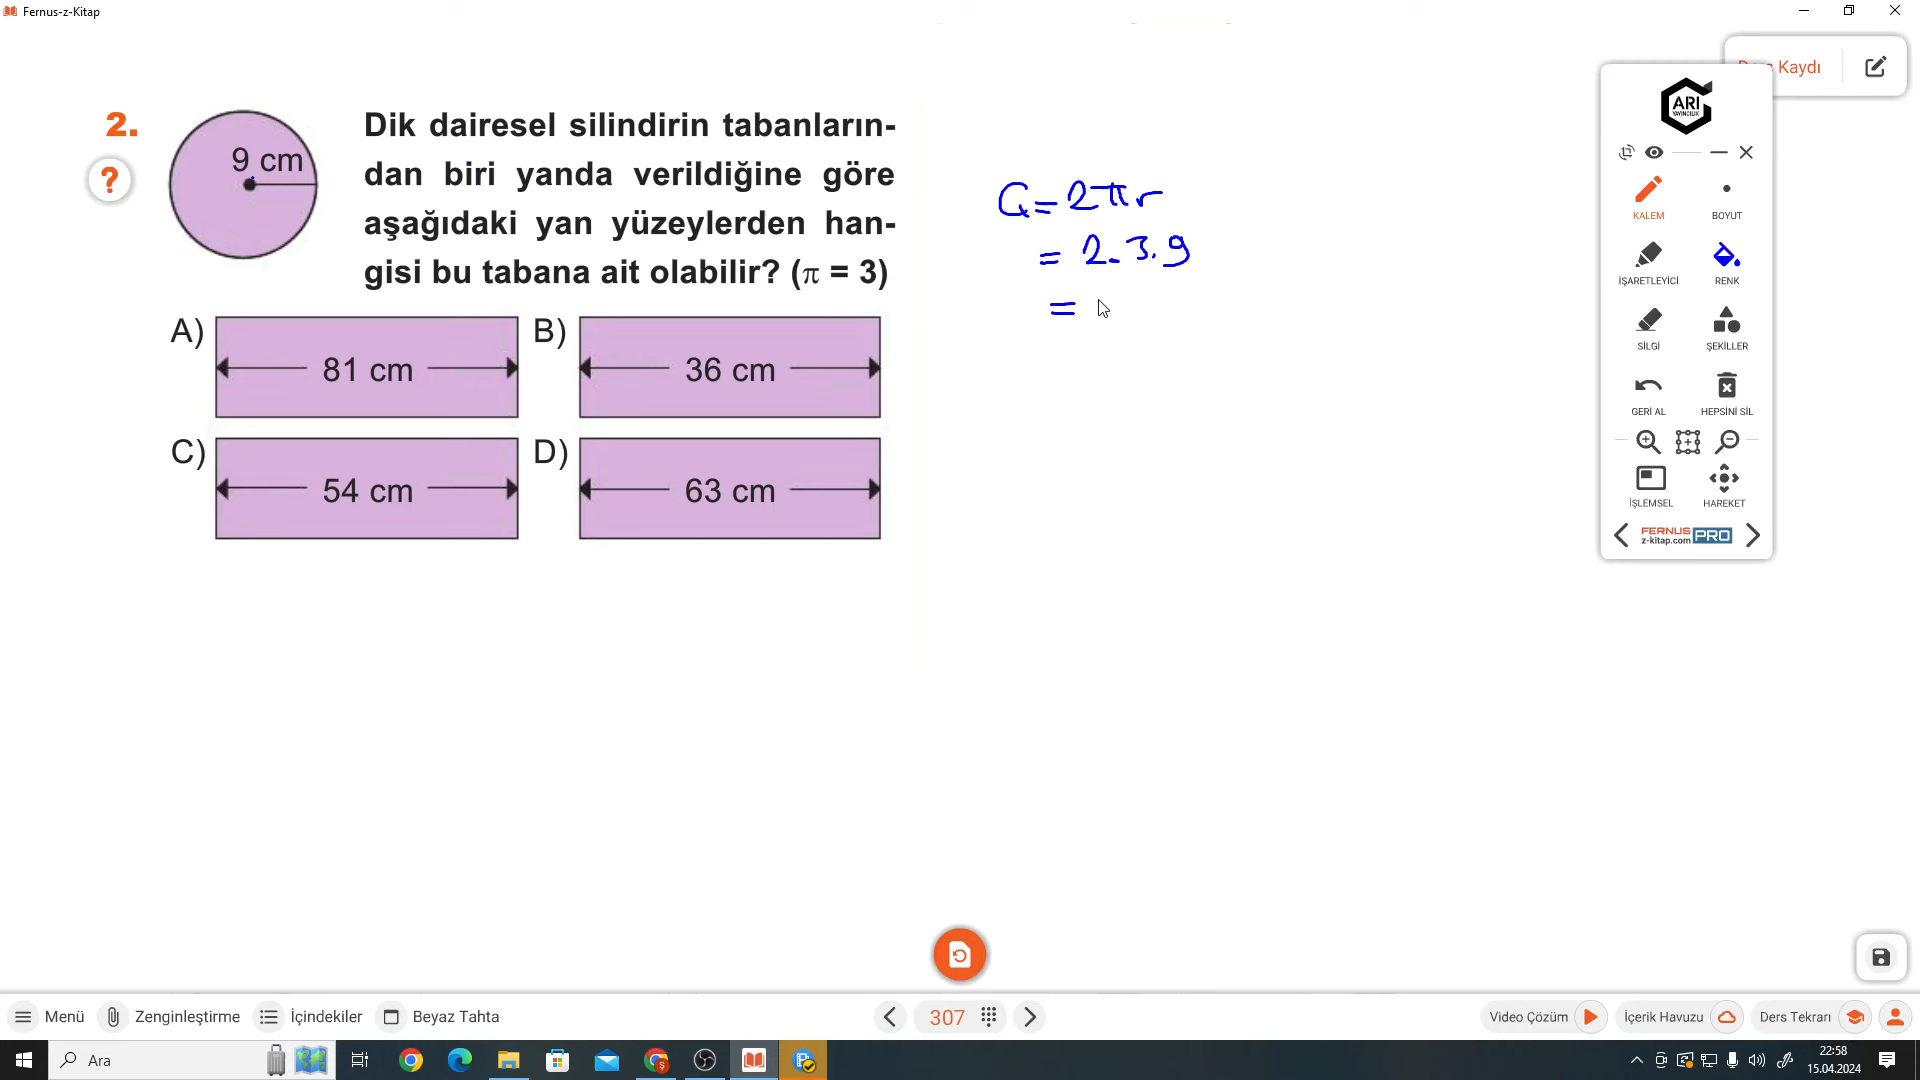 Fernus-z-Kitap
Kaydı
ARI
YAYINCILIK
2.
?
9 cm
Dik dairesel silindirin tabanların-
dan biri yanda verildiğine göre
aşağıdaki yan yüzeylerden han-
gisi bu tabana ait olabilir? (π = 3)
A) 81 cm
B) 36 cm
C) 54 cm
D) 63 cm
Ç=2πr
= 2.3.9
=
KALEM
BOYUT
İŞARETLEYİCİ
RENK
SİLGİ
ŞEKİLLER
GERİ AL
HEPSİNİ SİL
İŞLEMSEL
HAREKET
FERNUS
z-kitap.com
PRO
Menü
Zenginleştirme
İçindekiler
Beyaz Tahta
307
Video Çözüm
İçerik Havuzu
Ders Tekrarı
Ara
22:58
15.04.2024